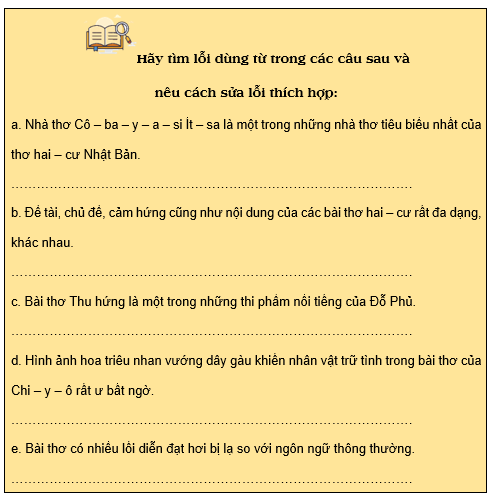 Hãy tìm lỗi dùng từ trong các câu sau và
nêu cách sửa lỗi thích hợp:
a. Nhà thơ Cô – ba – y – a – si Ít – sa là một trong những nhà thơ tiêu biểu nhất của
thơ hai – cư Nhật Bản.
……………………………………………………………………………………
b. Đề tài, chủ đề, cảm hứng cũng như nội dung của các bài thơ hai – cư rất đa dạng,
khác nhau.
……………………………………………………………………………………
c. Bài thơ Thu hứng là một trong những thi phẩm nổi tiếng của Đỗ Phủ.
……………………………………………………………………………………
d. Hình ảnh hoa triêu nhan vướng dây gàu khiến nhân vật trữ tình trong bài thơ của
Chi – y – ô rất ư bất ngờ.
……………………………………………………………………………………
e. Bài thơ có nhiều lối diễn đạt hơi bị lạ so với ngôn ngữ thông thường.
……………………………………………………………………………………